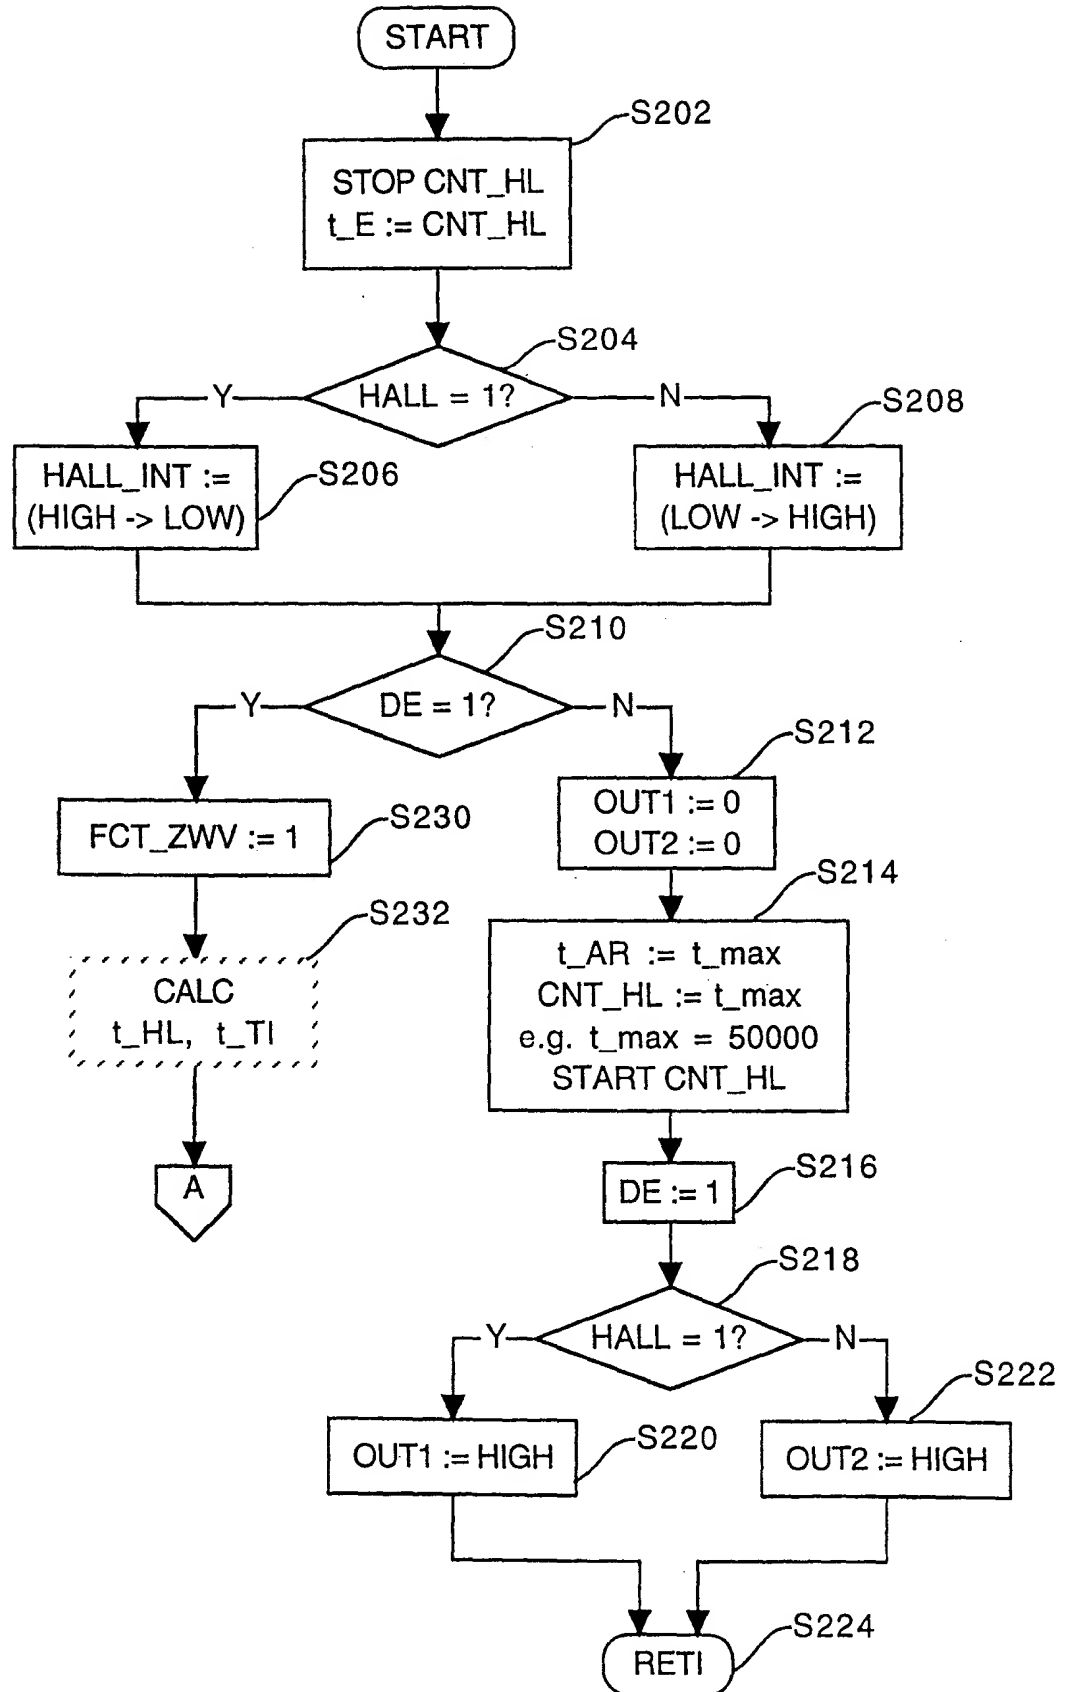 START
S202
STOP CNT_HL
t_E := CNT_HL
S204
HALL = 1?
Y
N
S206
HALL_INT :=
(HIGH -> LOW)
S208
HALL_INT :=
(LOW -> HIGH)
S210
DE = 1?
Y
N
S212
OUT1 := 0
OUT2 := 0
S230
FCT_ZWV := 1
S214
t_AR := t_max
CNT_HL := t_max
e.g. t_max = 50000
START CNT_HL
S232
CALC
t_HL, t_TI
A
S216
DE := 1
S218
HALL = 1?
Y
N
S220
OUT1 := HIGH
S222
OUT2 := HIGH
S224
RETI